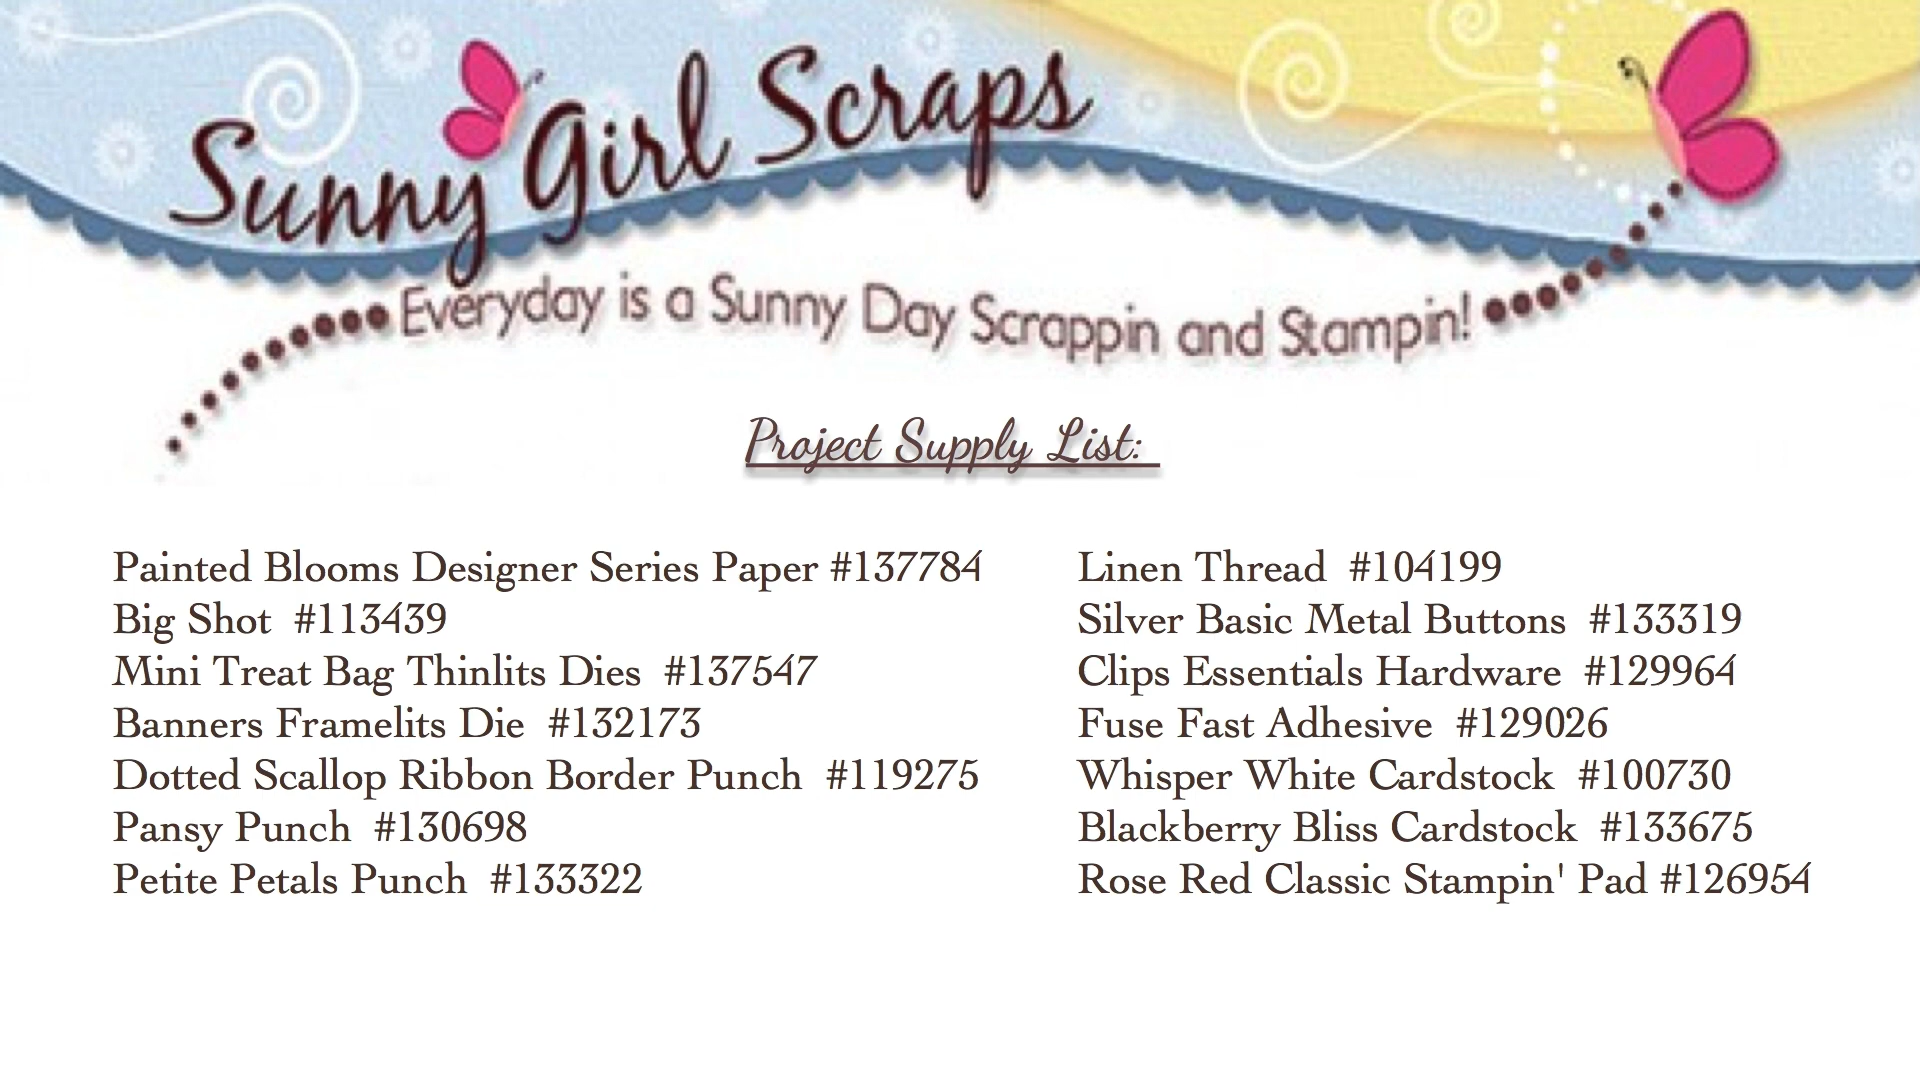 Sunny Girl Scraps
Everyday is a Sunny Day Scrappin and Stampin!
Project Supply List:
Painted Blooms Designer Series Paper #137784
Big Shot #113439
Mini Treat Bag Thinlits Dies #137547
Banners Framelits Die #132173
Dotted Scallop Ribbon Border Punch #119275
Pansy Punch #130698
Petite Petals Punch #133322
Linen Thread #104199
Silver Basic Metal Buttons #133319
Clips Essentials Hardware #129964
Fuse Fast Adhesive #129026
Whisper White Cardstock #100730
Blackberry Bliss Cardstock #133675
Rose Red Classic Stampin' Pad #126954